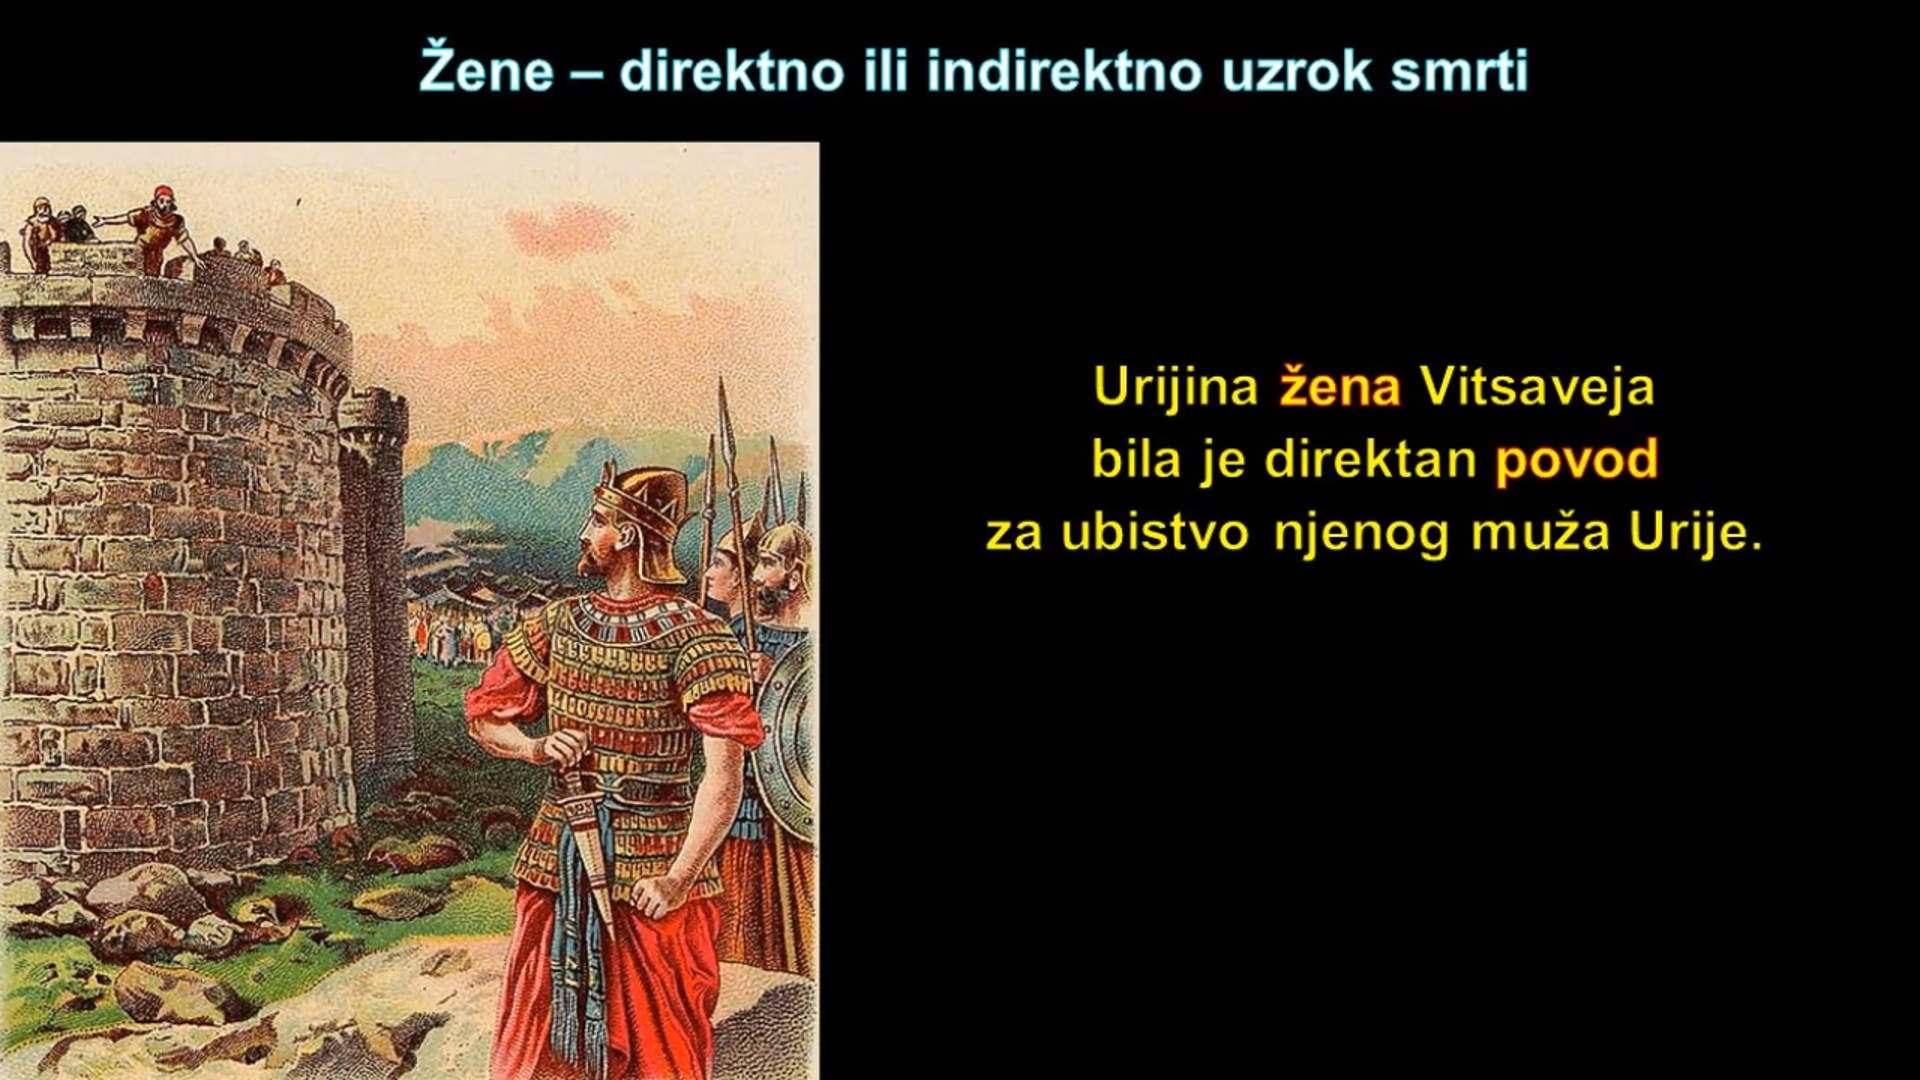 Žene – direktno ili indirektno uzrok smrti
Urijina žena Vitsaveja
bila je direktan povod
za ubistvo njenog muža Urije.